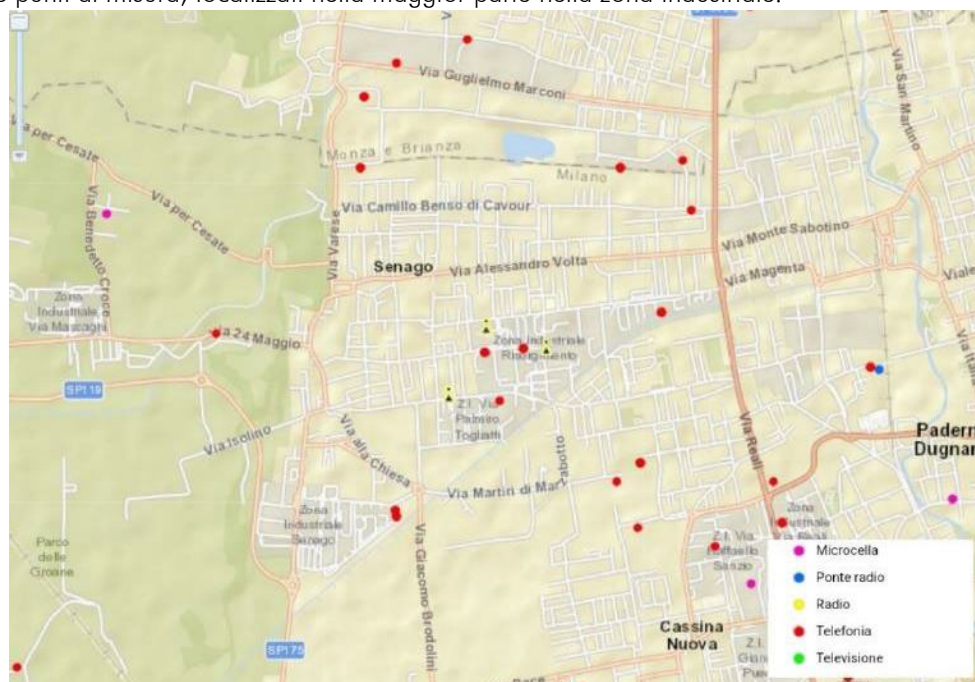 punti di misura, localizzati nella maggior parte nella zona industriale.
Via Guglielmo Marconi
Via San Martino
a per Cesate
Monza e Brianza
Milano
Via Benedetto Croce
Via per Cesate
Via Varese
Via Camillo Benso di Cavour
Via Monte Sabotino
Senago
Via Alessandro Volta
Via Magenta
Viale
Zona
Industriale,
Via Mascagni
Via 24 Maggio
Zona Industriale
Risorgimento
SP119
Z.I. Via
Palmiro
Togliatti
Via Isolino
Via alla Chiesa
Via Reali
Padern
Dugnan
Via Martiri di Marzabotto
Zona
Industriale
Senago
Zona
Industriale
Via Reali
Z.I. Via
Raffaello
Sanzio
Parco
delle
Groane
Via Giacomo Brodolini
Microcella
Ponte radio
Radio
Telefonia
Televisione
Cassina
Nuova
SP175
Z.I.